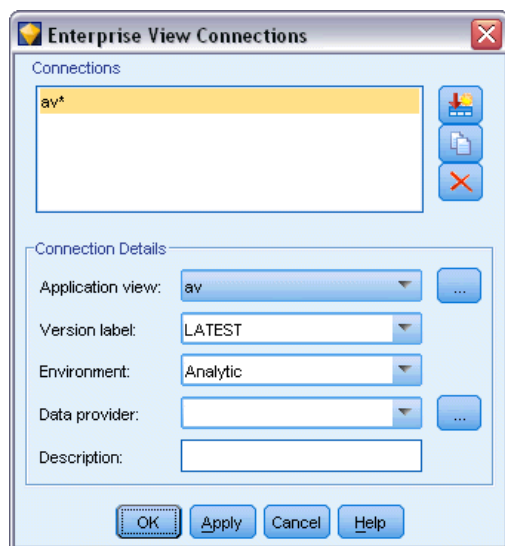 Enterprise View Connections
Connections
av*
Connection Details
Application view: av ...
Version label: LATEST
Environment: Analytic
Data provider: ...
Description:
OK Apply Cancel Help